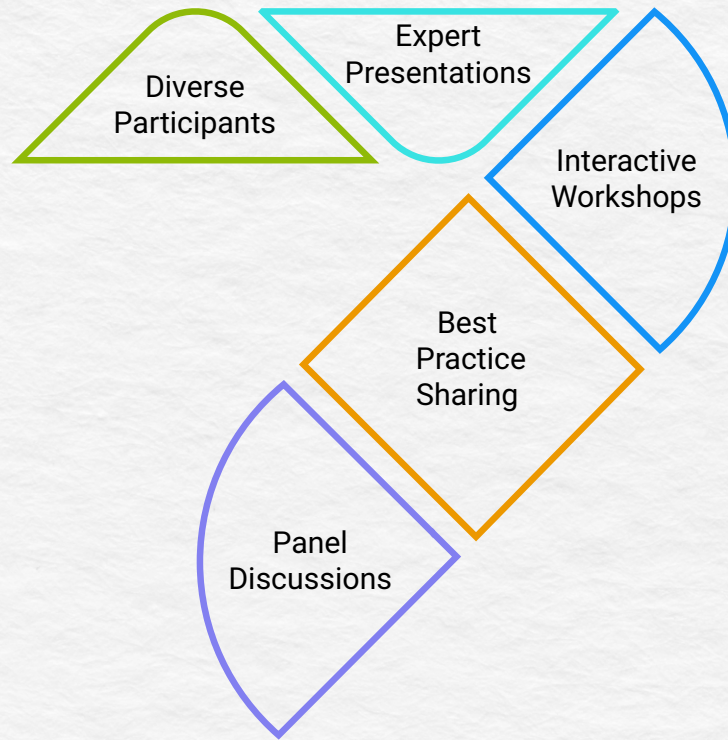 Diverse
Participants
Expert
Presentations
Interactive
Workshops
Best
Practice
Sharing
Panel
Discussions